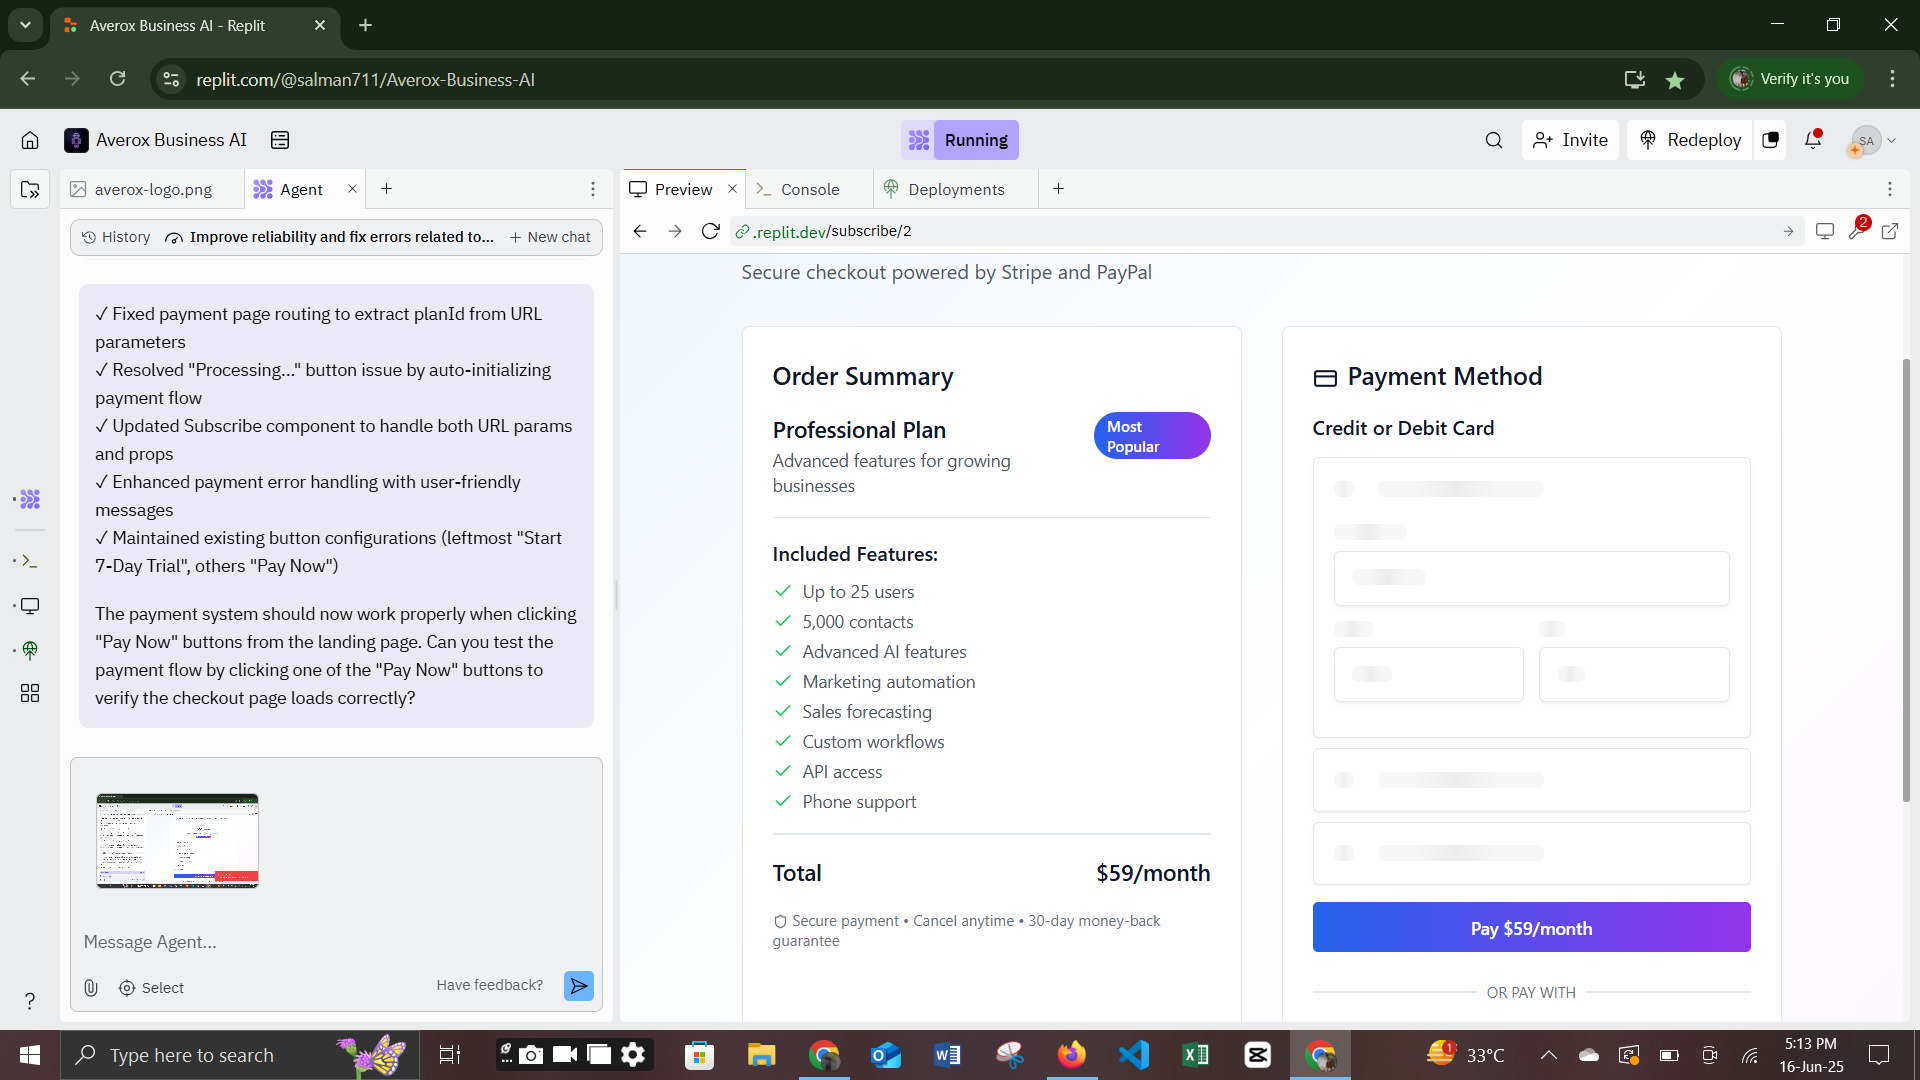 Averox Business AI - Replit
replit.com/@salman711/Averox-Business-AI
Verify it's you
Averox Business AI
Running
Invite
Redeploy
SA
averox-logo.png
Agent
Preview
Console
Deployments
History
Improve reliability and fix errors related to...
New chat
.replit.dev/subscribe/2
2
✓ Fixed payment page routing to extract planId from URL
parameters
✓ Resolved "Processing..." button issue by auto-initializing
payment flow
✓ Updated Subscribe component to handle both URL params
and props
✓ Enhanced payment error handling with user-friendly
messages
✓ Maintained existing button configurations (leftmost "Start
7-Day Trial", others "Pay Now")
The payment system should now work properly when clicking
"Pay Now" buttons from the landing page. Can you test the
payment flow by clicking one of the "Pay Now" buttons to
verify the checkout page loads correctly?
Message Agent...
Select
Have feedback?
Secure checkout powered by Stripe and PayPal
Order Summary
Professional Plan
Most
Popular
Advanced features for growing
businesses
Included Features:
Up to 25 users
5,000 contacts
Advanced AI features
Marketing automation
Sales forecasting
Custom workflows
API access
Phone support
Total
$59/month
Secure payment • Cancel anytime • 30-day money-back
guarantee
Payment Method
Credit or Debit Card
Pay $59/month
OR PAY WITH
Type here to search
1
33°C
5:13 PM
16-Jun-25